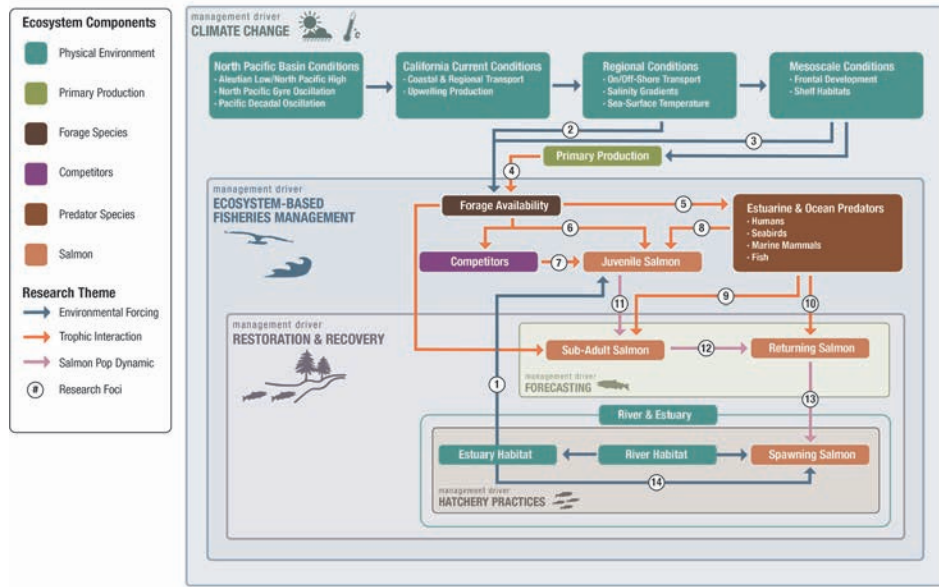 Ecosystem Components
Physical Environment
Primary Production
Forage Species
Competitors
Predator Species
Salmon
Research Theme
Environmental Forcing
Trophic Interaction
Salmon Pop Dynamic
# Research Foci
management driver
CLIMATE CHANGE
°c
North Pacific Basin Conditions
- Aleutian Low/North Pacific High
- North Pacific Gyre Oscillation
- Pacific Decadal Oscillation
California Current Conditions
- Coastal & Regional Transport
- Upwelling Production
Regional Conditions
- On/Off-Shore Transport
- Salinity Gradients
- Sea-Surface Temperature
Mesoscale Conditions
- Frontal Development
- Shelf Habitats
2
3
Primary Production
4
management driver
ECOSYSTEM-BASED
FISHERIES MANAGEMENT
Forage Availability
5
Estuarine & Ocean Predators
- Humans
- Seabirds
- Marine Mammals
- Fish
6
8
Competitors
7
Juvenile Salmon
11
9
10
management driver
RESTORATION & RECOVERY
Sub-Adult Salmon
12
Returning Salmon
1
management driver
FORECASTING
13
River & Estuary
Estuary Habitat
River Habitat
Spawning Salmon
14
management driver
HATCHERY PRACTICES